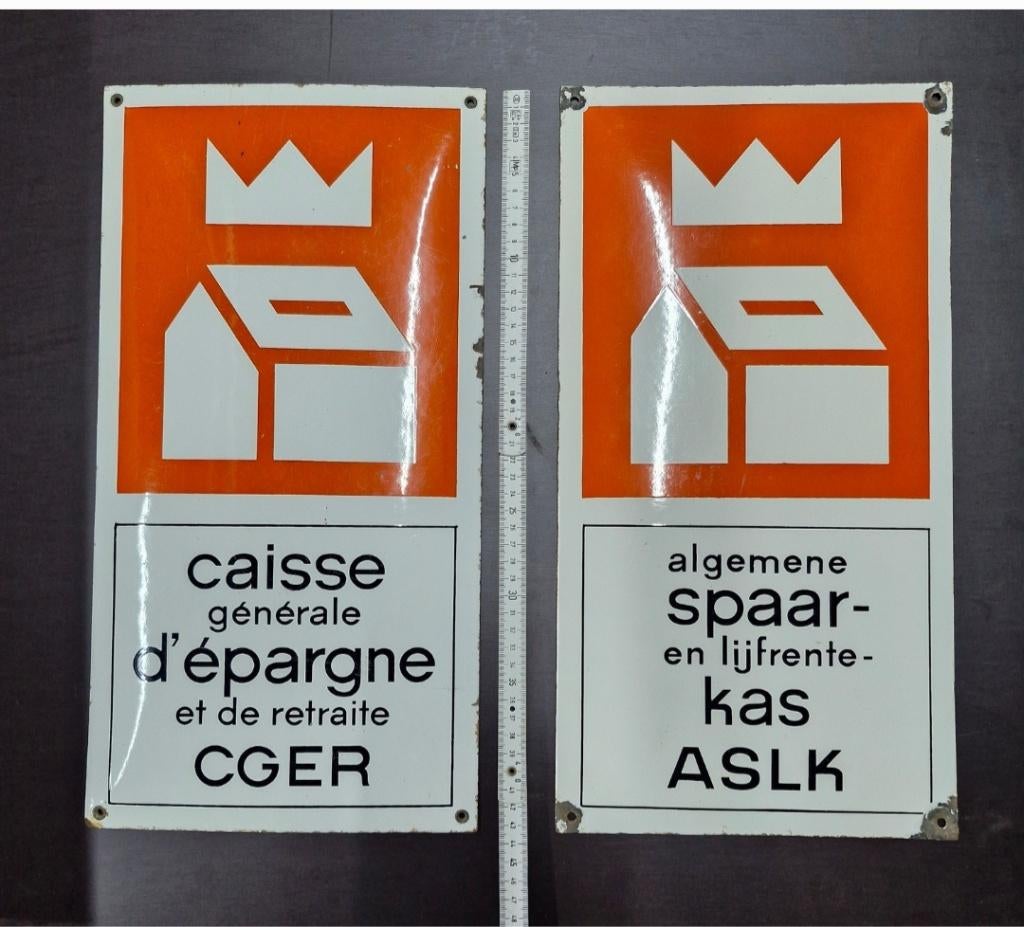 caisse
générale
d'épargne
et de retraite
CGER
algemene
spaar-
en lijfrente-
kas
ASLK